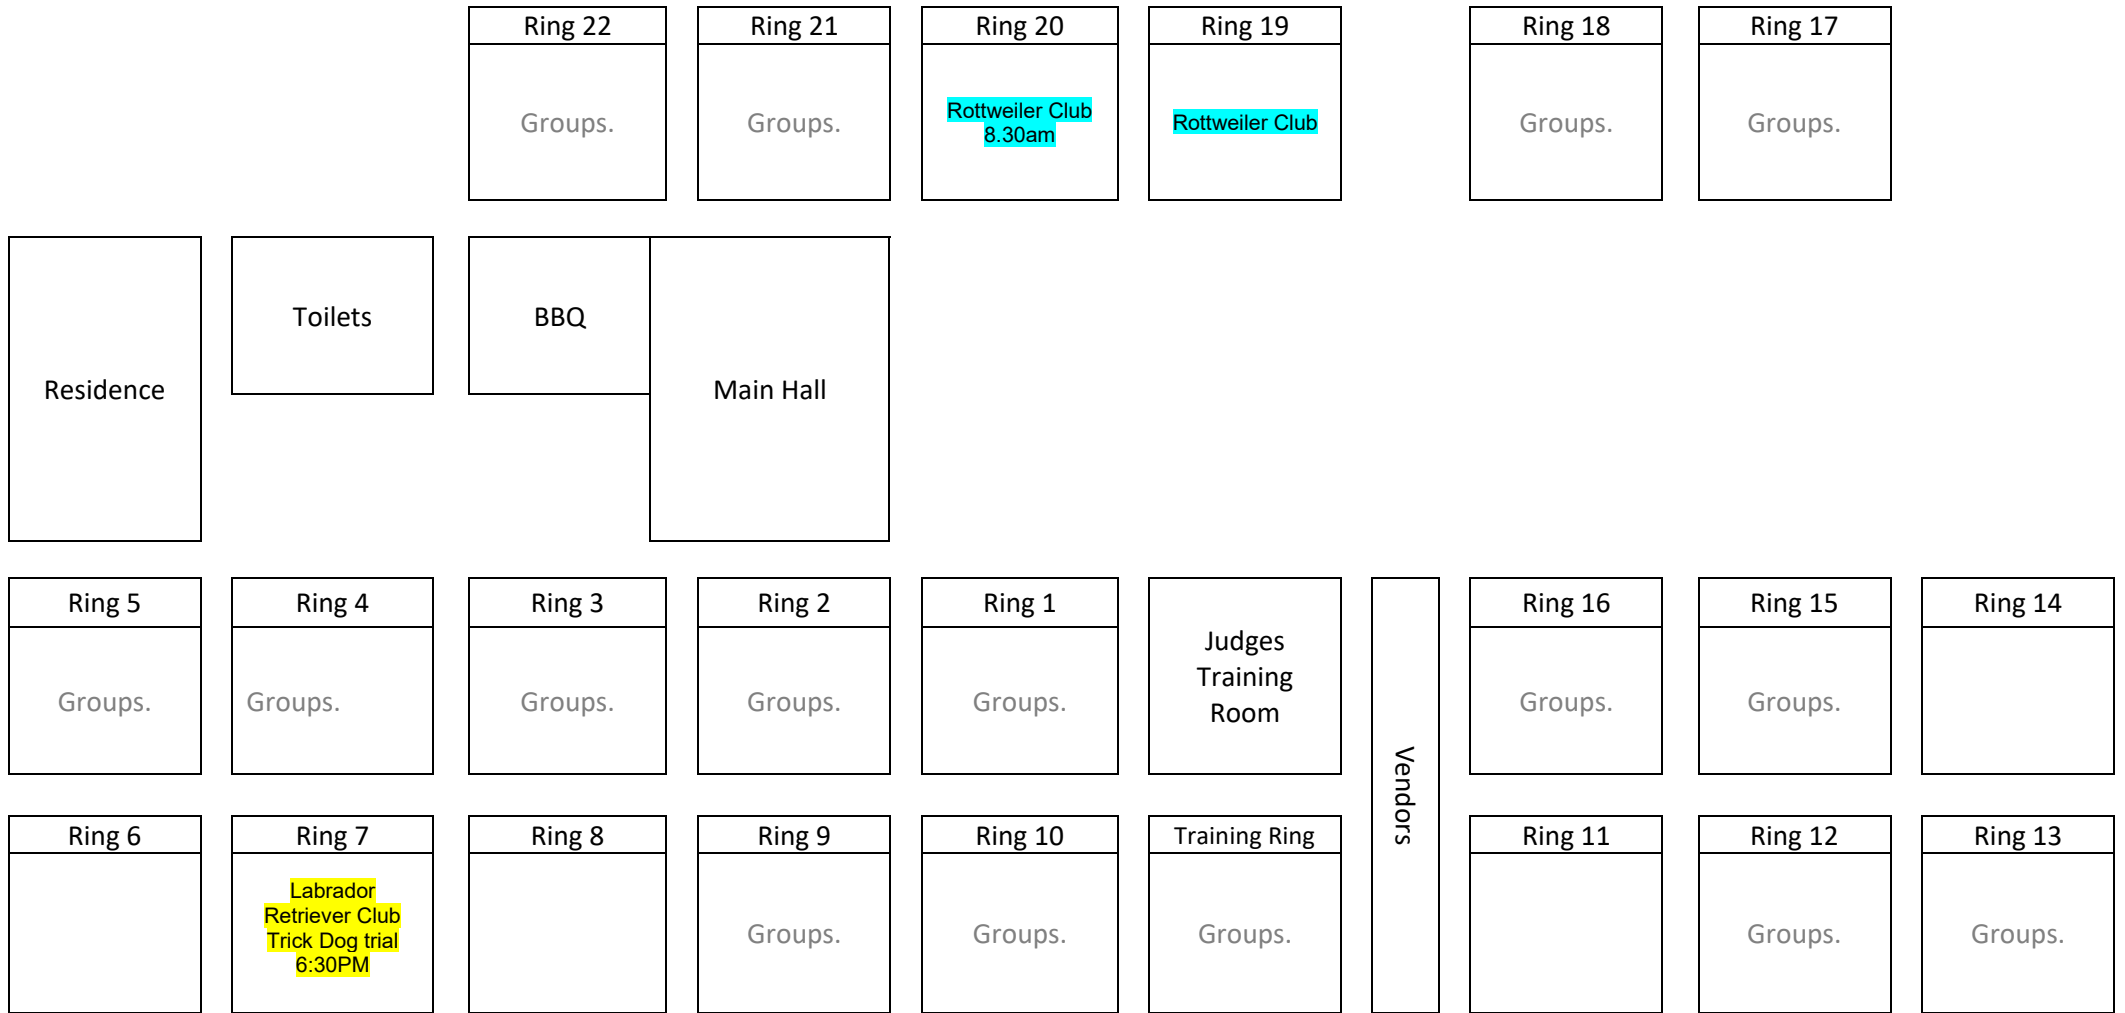 Ring 22
Ring 21
Ring 20
Ring 19
Ring 18
Ring 17
Groups.
Groups.
Rottweiler Club
8.30am
Rottweiler Club
Groups.
Groups.
Residence
Toilets
BBQ
Main Hall
Ring 5
Ring 4
Ring 3
Ring 2
Ring 1
Judges
Training
Room
Vendors
Ring 16
Ring 15
Ring 14
Groups.
Groups.
Groups.
Groups.
Groups.
Groups.
Groups.
Ring 6
Ring 7
Ring 8
Ring 9
Ring 10
Training Ring
Ring 11
Ring 12
Ring 13
Labrador
Retriever Club
Trick Dog trial
6:30PM
Groups.
Groups.
Groups.
Groups.
Groups.